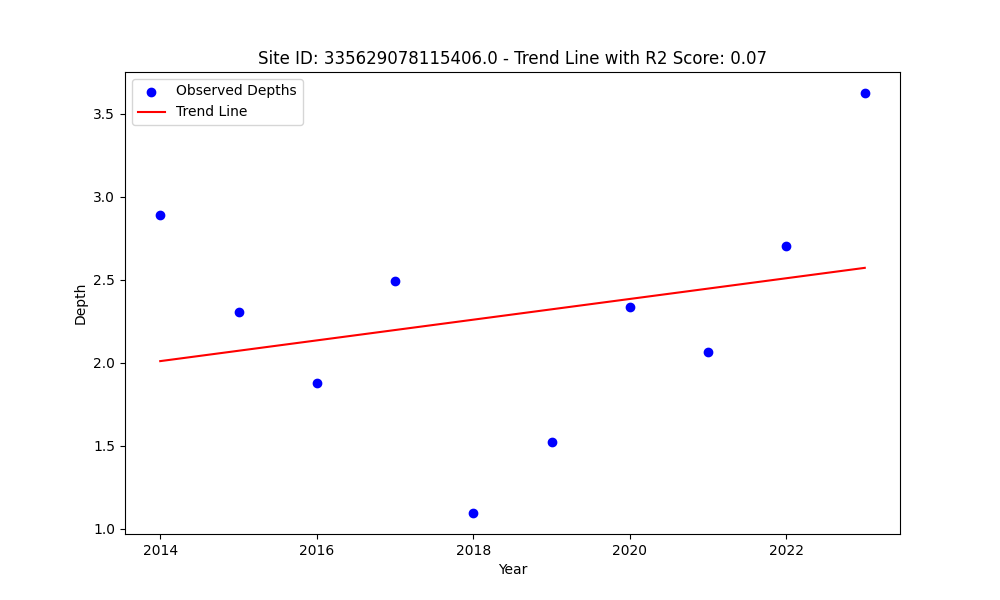 Site ID: 335629078115406.0 - Trend Line with R2 Score: 0.07
Observed Depths
Trend Line
3.5
3.0
2.5
2.0
1.5
1.0
Depth
2014
2016
2018
2020
2022
Year